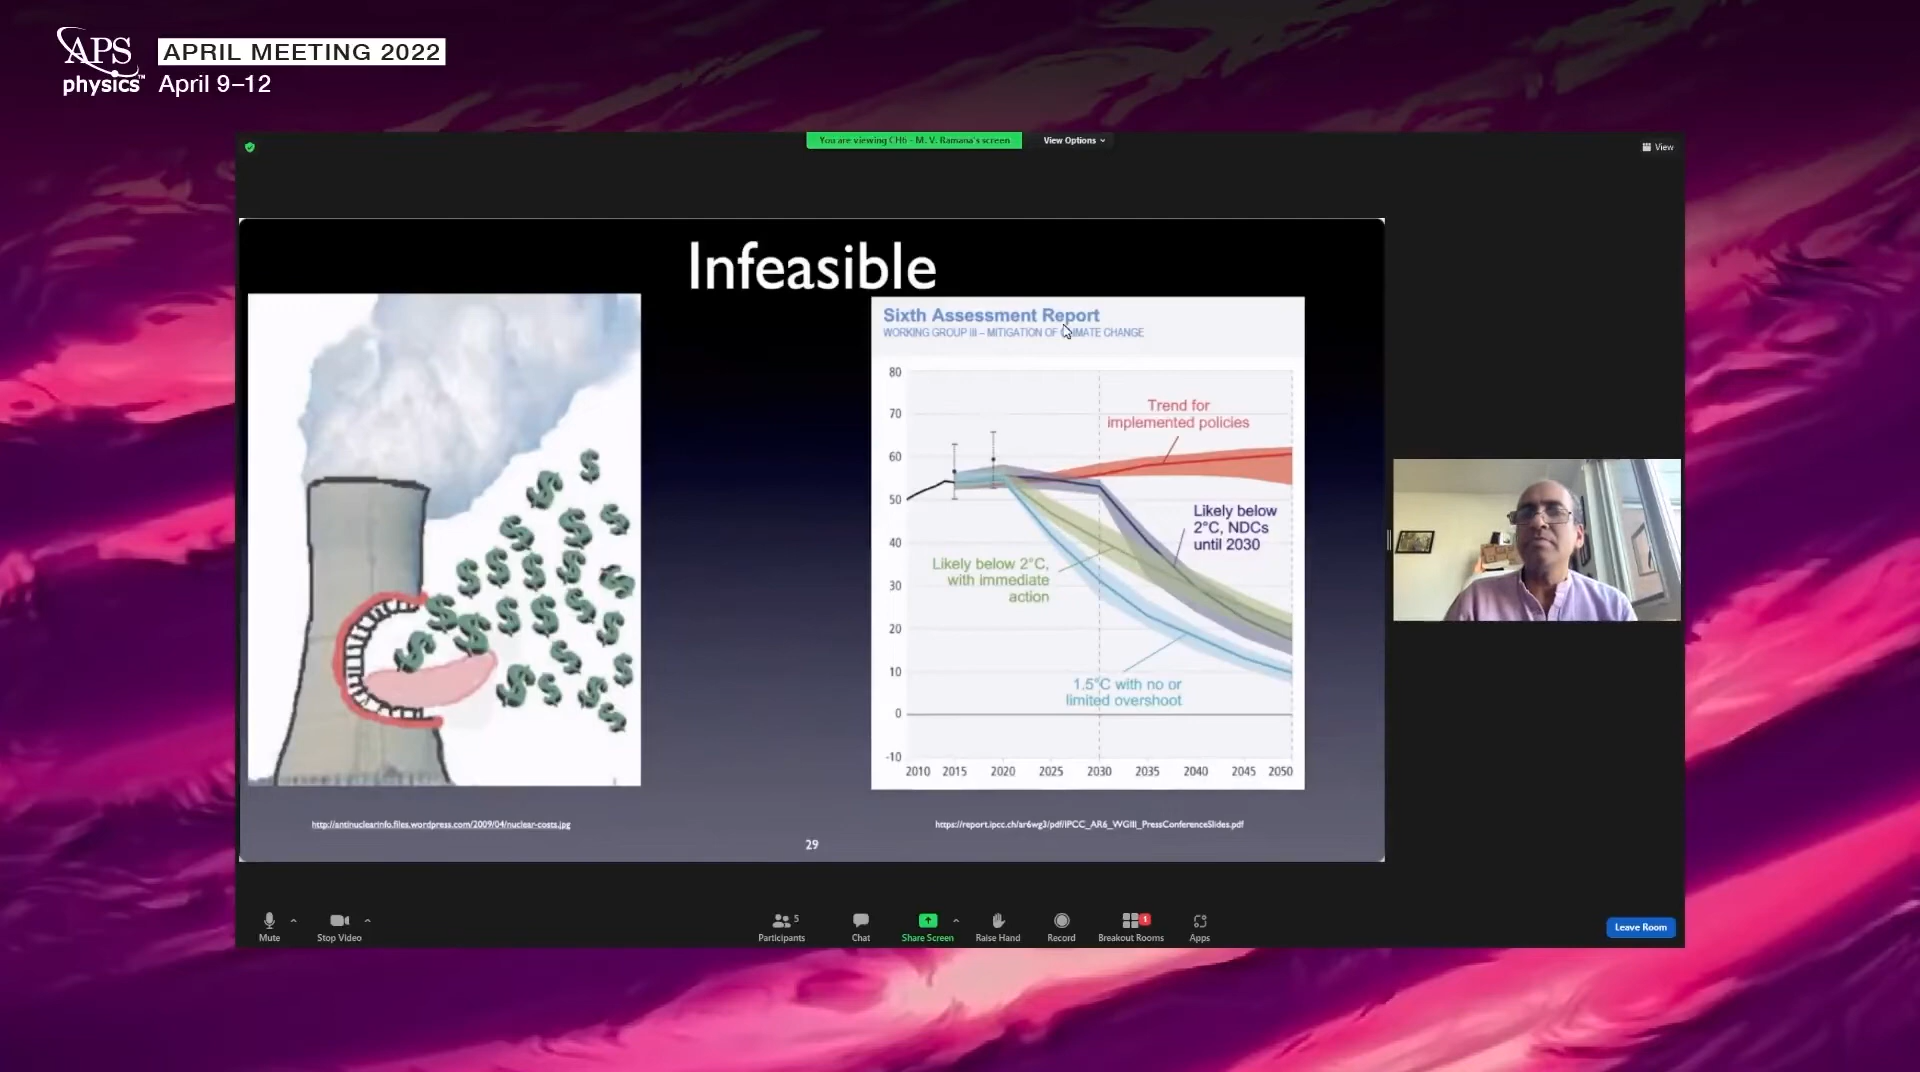 APS
physics™
APRIL MEETING 2022
April 9–12
You are viewing CH6 - M. V. Ramana's screen
View Options
View
Infeasible
Sixth Assessment Report
WORKING GROUP III – MITIGATION OF CLIMATE CHANGE
80
70
60
50
40
30
20
10
0
-10
Trend for
implemented policies
Likely below
2°C, NDCs
until 2030
Likely below 2°C,
with immediate
action
1.5°C with no or
limited overshoot
2010 2015 2020 2025 2030 2035 2040 2045 2050
http://antinuclearinfo.files.wordpress.com/2009/04/nuclear-costs.jpg
https://report.ipcc.ch/ar6wg3/pdf/IPCC_AR6_WGIII_PressConferenceSlides.pdf
29
Mute
Stop Video
5
Participants
Chat
Share Screen
Raise Hand
Record
1
Breakout Rooms
Apps
Leave Room